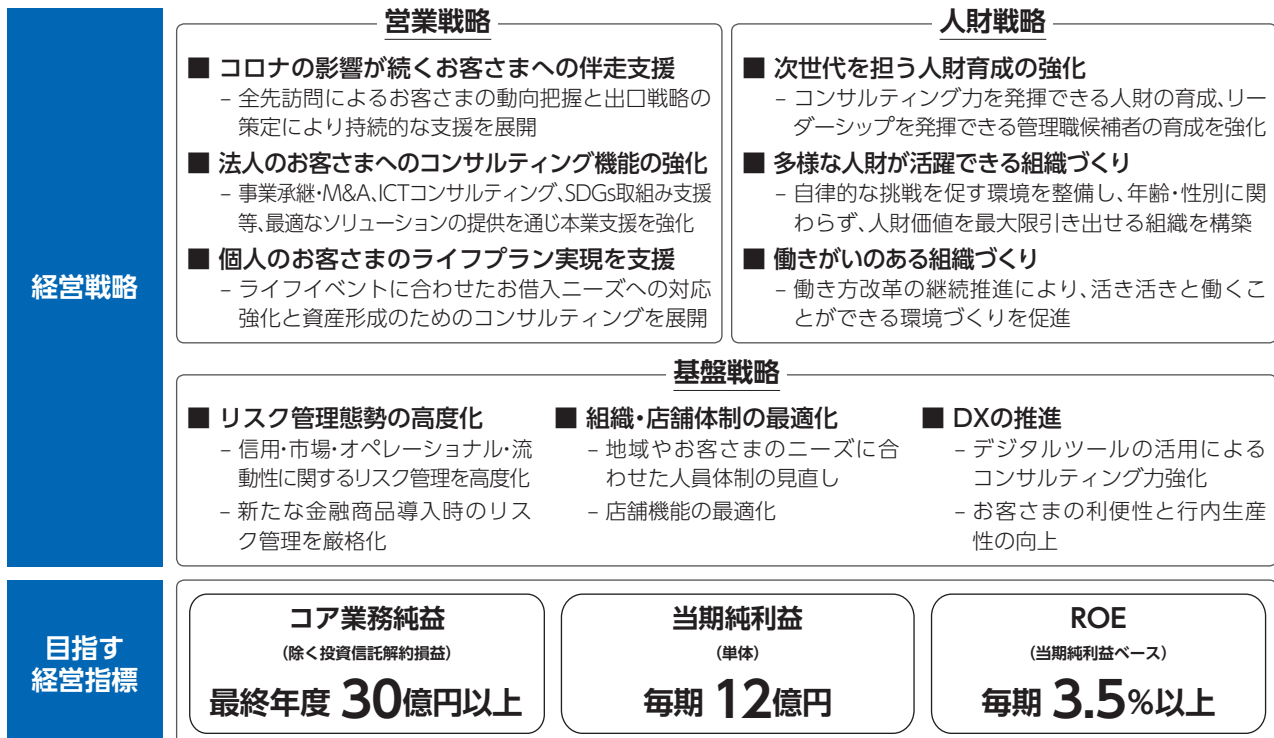 経営戦略
営業戦略
■ コロナの影響が続くお客さまへの伴走支援
– 全先訪問によるお客さまの動向把握と出口戦略の
策定により持続的な支援を展開
■ 法人のお客さまへのコンサルティング機能の強化
– 事業承継・M&A、ICTコンサルティング、SDGs取組み支援
等、最適なソリューションの提供を通じ本業支援を強化
■ 個人のお客さまのライフプラン実現を支援
– ライフイベントに合わせたお借入ニーズへの対応
強化と資産形成のためのコンサルティングを展開
人財戦略
■ 次世代を担う人財育成の強化
– コンサルティング力を発揮できる人財の育成、リー
ダーシップを発揮できる管理職候補者の育成を強化
■ 多様な人財が活躍できる組織づくり
– 自律的な挑戦を促す環境を整備し、年齢・性別に関
わらず、人財価値を最大限引き出せる組織を構築
■ 働きがいのある組織づくり
– 働き方改革の継続推進により、活き活きと働くこ
とができる環境づくりを促進
基盤戦略
■ リスク管理態勢の高度化
– 信用・市場・オペレーショナル・流
動性に関するリスク管理を高度化
– 新たな金融商品導入時のリス
ク管理を厳格化
■ 組織・店舗体制の最適化
– 地域やお客さまのニーズに合
わせた人員体制の見直し
– 店舗機能の最適化
■ DXの推進
– デジタルツールの活用による
コンサルティング力強化
– お客さまの利便性と行内生産
性の向上
目指す
経営指標
コア業務純益
(除く投資信託解約損益)
最終年度 30億円以上
当期純利益
(単体)
毎期 12億円
ROE
(当期純利益ベース)
毎期 3.5%以上